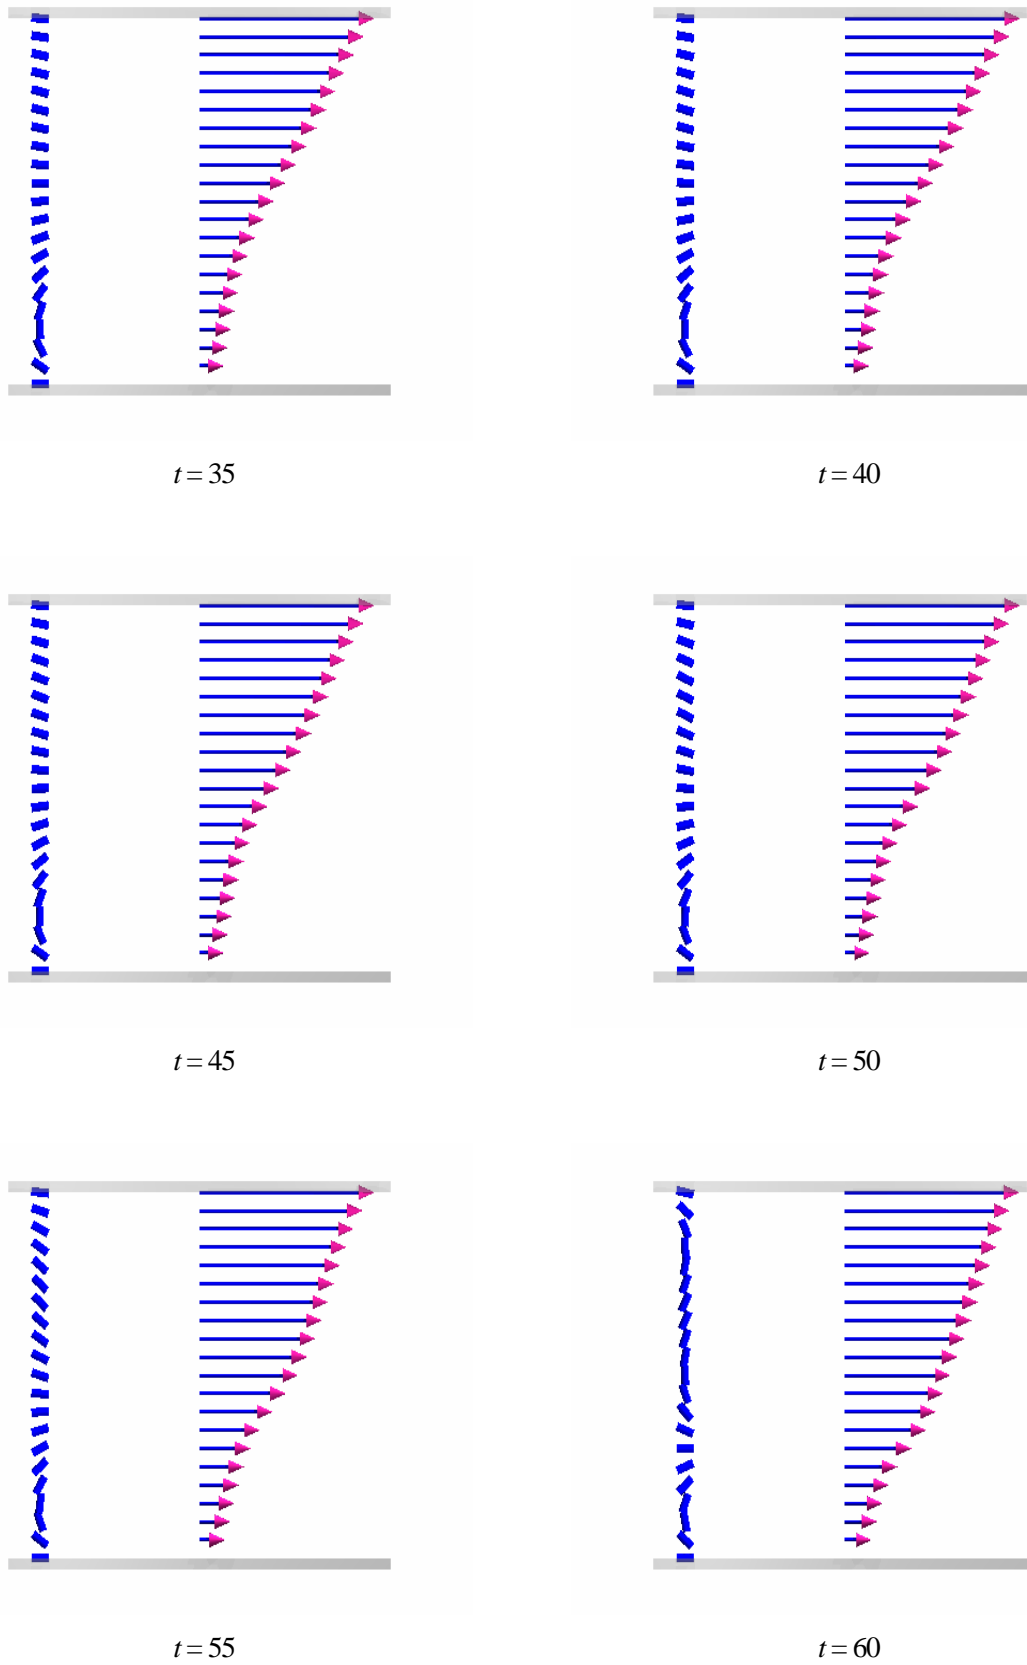 t = 35
t = 40
t = 45
t = 50
t = 55
t = 60